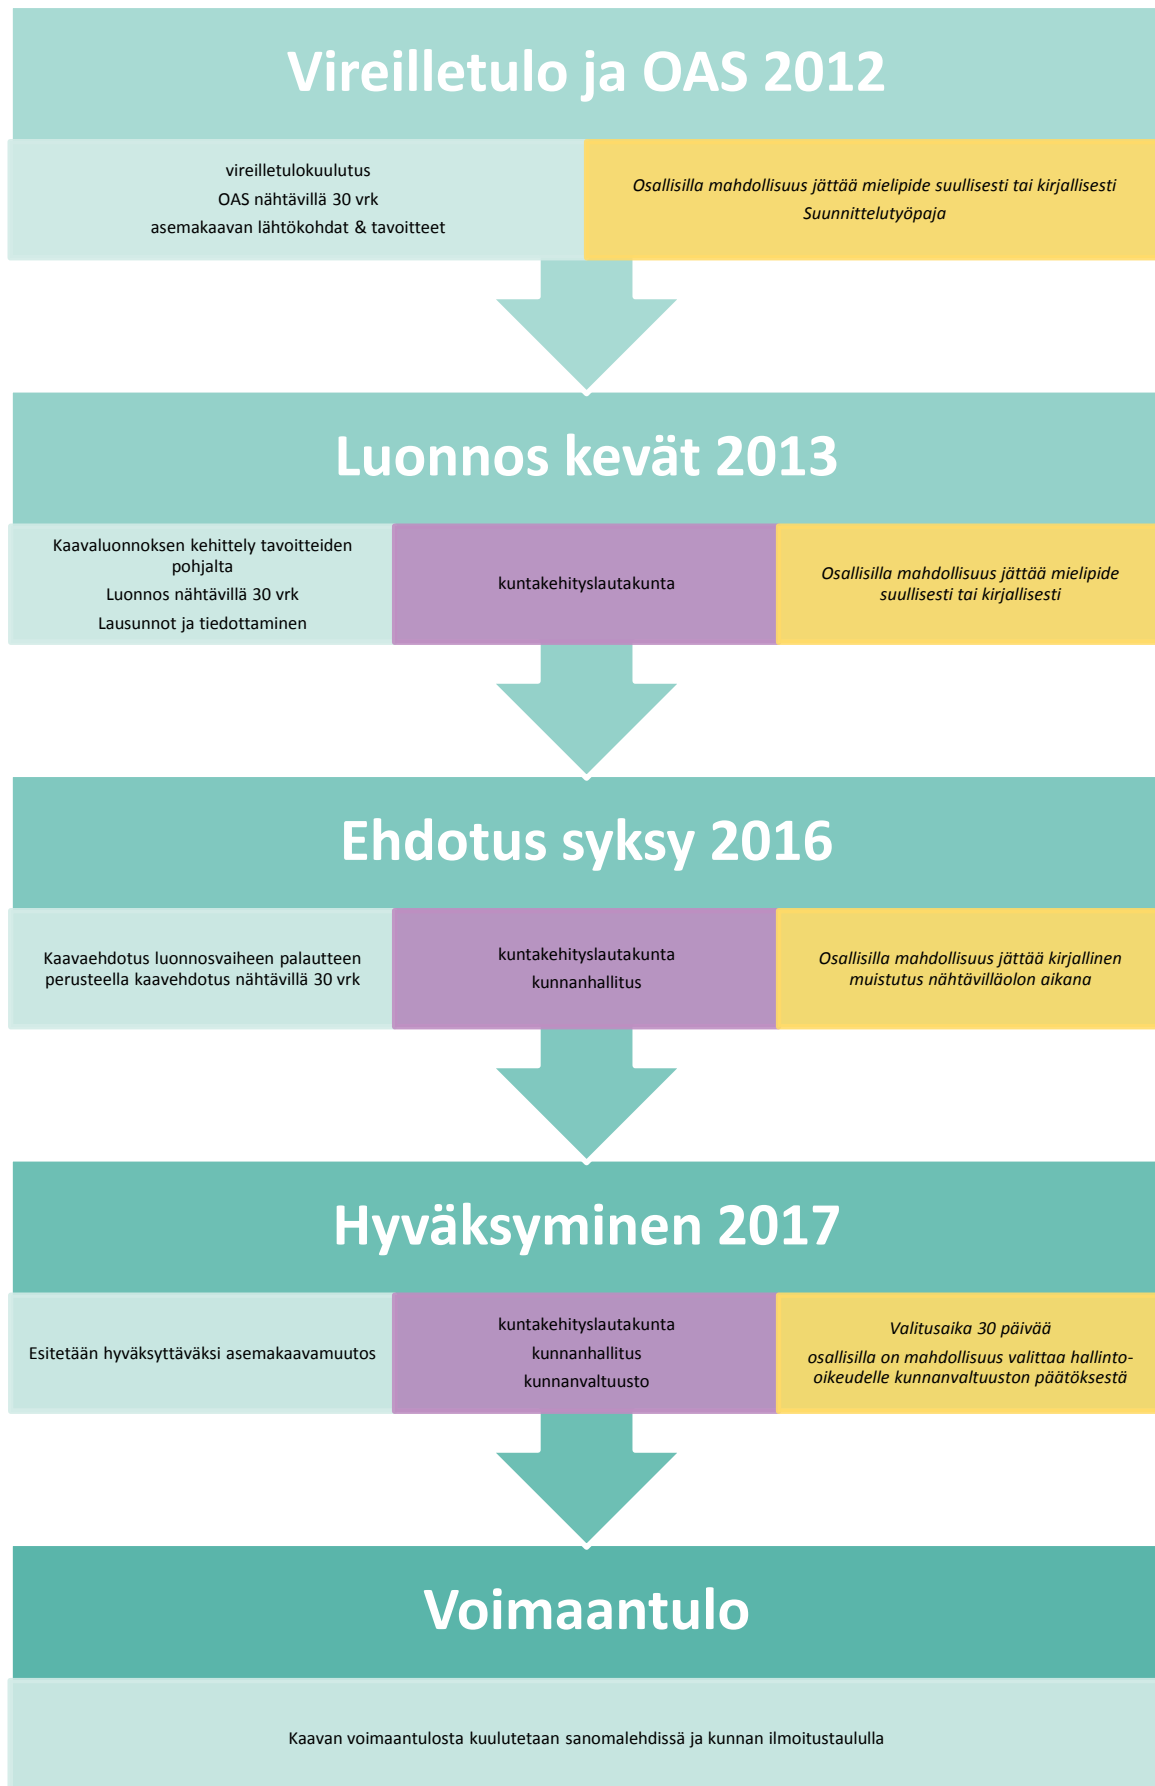 Vireilletulo ja OAS 2012
vireilletulokuulutus
OAS nähtävillä 30 vrk
asemakaavan lähtökohdat & tavoitteet
Osallisilla mahdollisuus jättää mielipide suullisesti tai kirjallisesti
Suunnittelutyöpaja
Luonnos kevät 2013
Kaavaluonnoksen kehittely tavoitteiden
pohjalta
Luonnos nähtävillä 30 vrk
Lausunnot ja tiedottaminen
kuntakehityslautakunta
Osallisilla mahdollisuus jättää mielipide
suullisesti tai kirjallisesti
Ehdotus syksy 2016
Kaavaehdotus luonnosvaiheen palautteen
perusteella kaavehdotus nähtävillä 30 vrk
kuntakehityslautakunta
kunnanhallitus
Osallisilla mahdollisuus jättää kirjallinen
muistutus nähtävilläolon aikana
Hyväksyminen 2017
Esitetään hyväksyttäväksi asemakaavamuutos
kuntakehityslautakunta
kunnanhallitus
kunnanvaltuusto
Valitusaika 30 päivää
osallisilla on mahdollisuus valittaa hallinto-
oikeudelle kunnanvaltuuston päätöksestä
Voimaantulo
Kaavan voimaantulosta kuulutetaan sanomalehdissä ja kunnan ilmoitustaululla